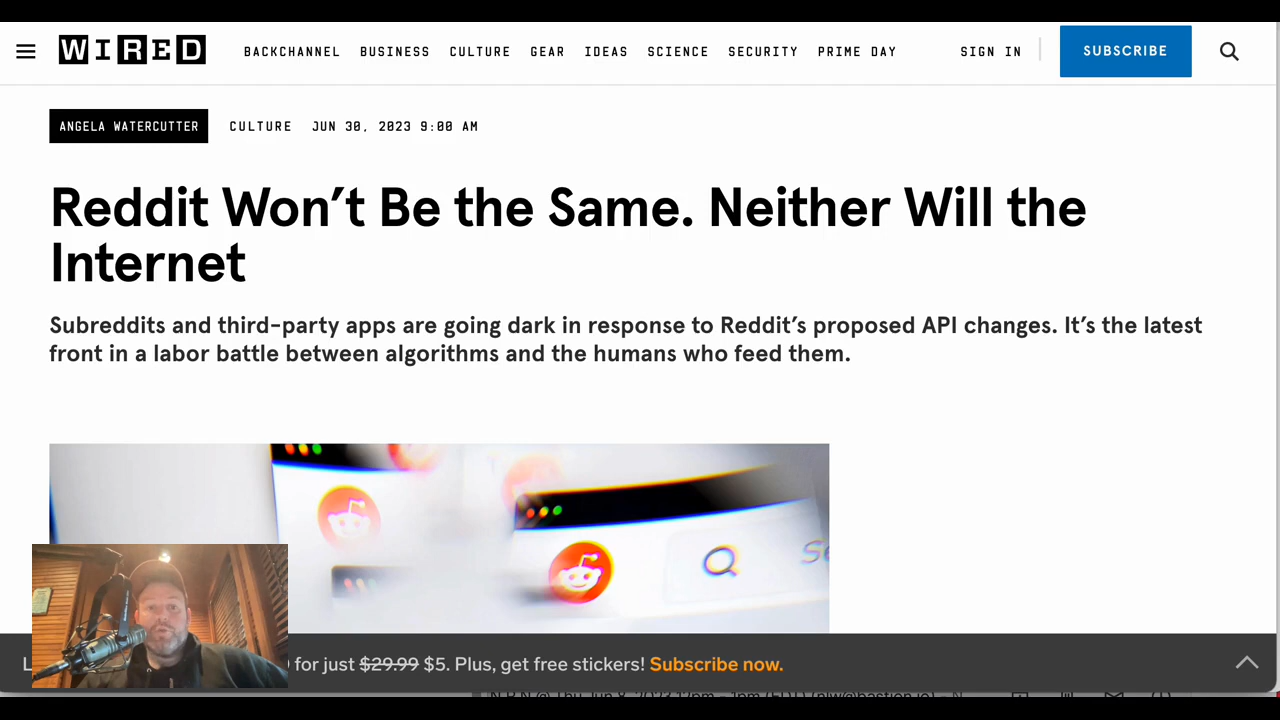 WIRED
BACKCHANNEL BUSINESS CULTURE GEAR IDEAS SCIENCE SECURITY PRIME DAY
SIGN IN
SUBSCRIBE
ANGELA WATERCUTTER CULTURE JUN 30, 2023 9:00 AM
Reddit Won’t Be the Same. Neither Will the
Internet
Subreddits and third-party apps are going dark in response to Reddit’s proposed API changes. It’s the latest
front in a labor battle between algorithms and the humans who feed them.
for just $29.99 $5. Plus, get free stickers! Subscribe now.